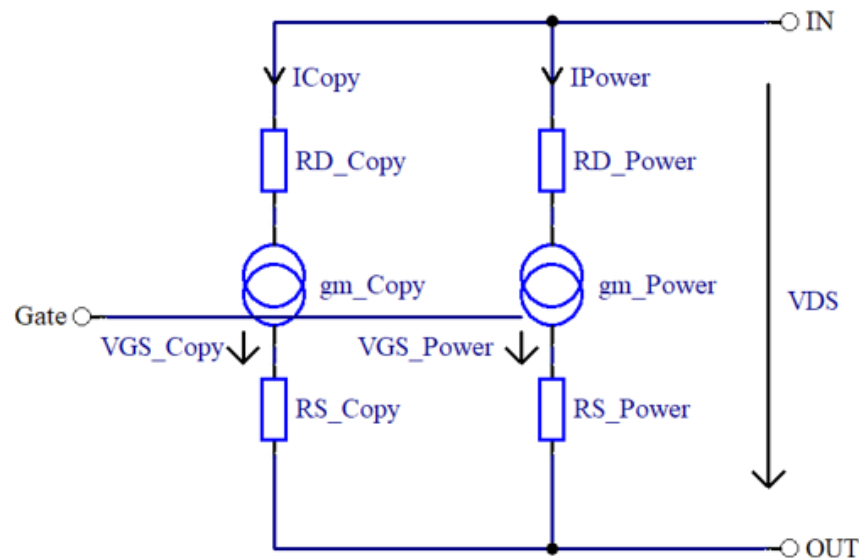 IN
ICopy
IPower
RD_Copy
RD_Power
gm_Copy
gm_Power
VDS
Gate
VGS_Copy
VGS_Power
RS_Copy
RS_Power
OUT